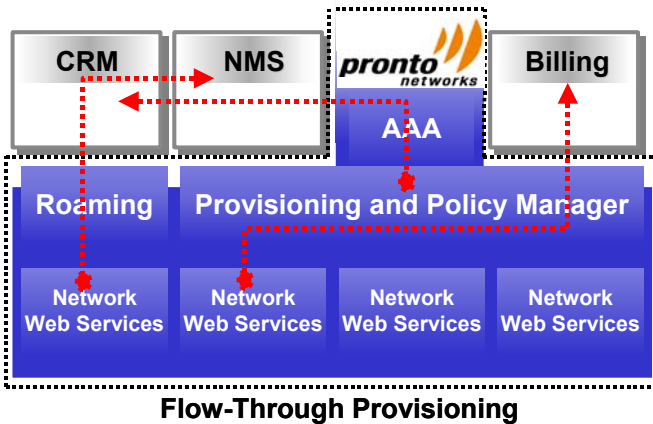 CRM
NMS
pronto
networks
Billing
AAA
Roaming
Provisioning and Policy Manager
Network
Web Services
Network
Web Services
Network
Web Services
Network
Web Services
Flow-Through Provisioning